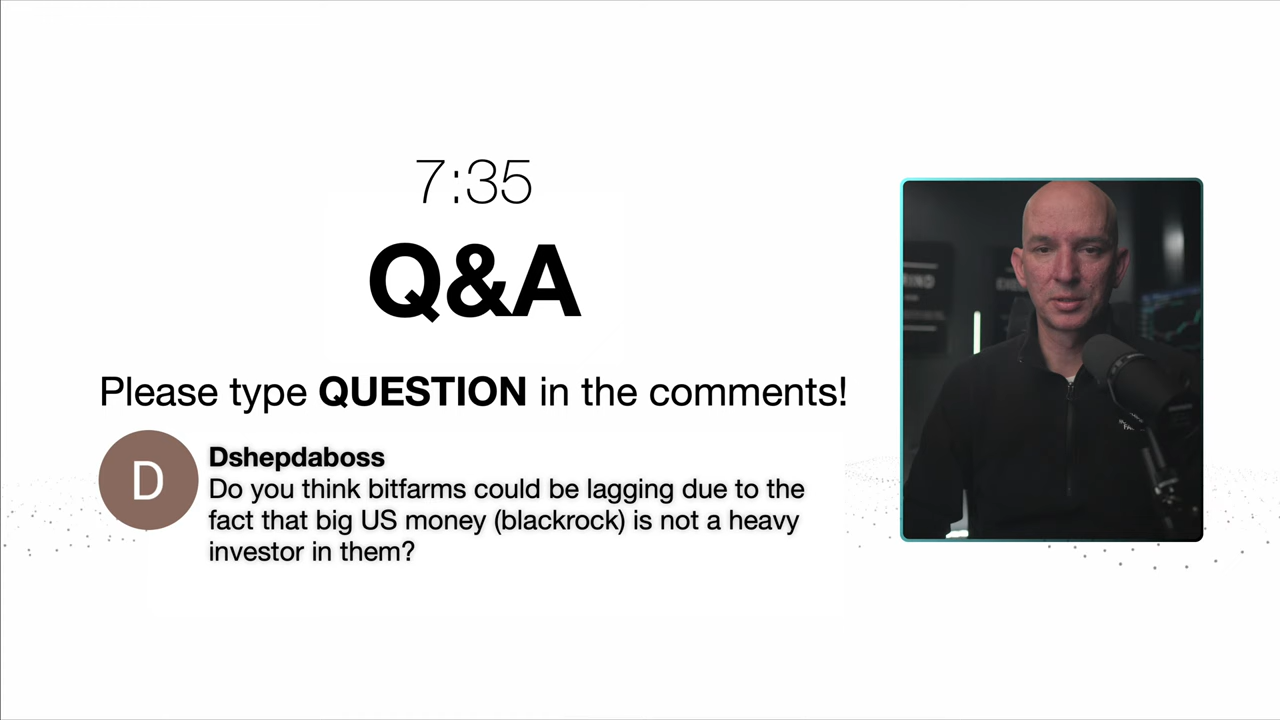 7:35
Q&A
Please type QUESTION in the comments!
D
Dshepdaboss
Do you think bitfarms could be lagging due to the
fact that big US money (blackrock) is not a heavy
investor in them?